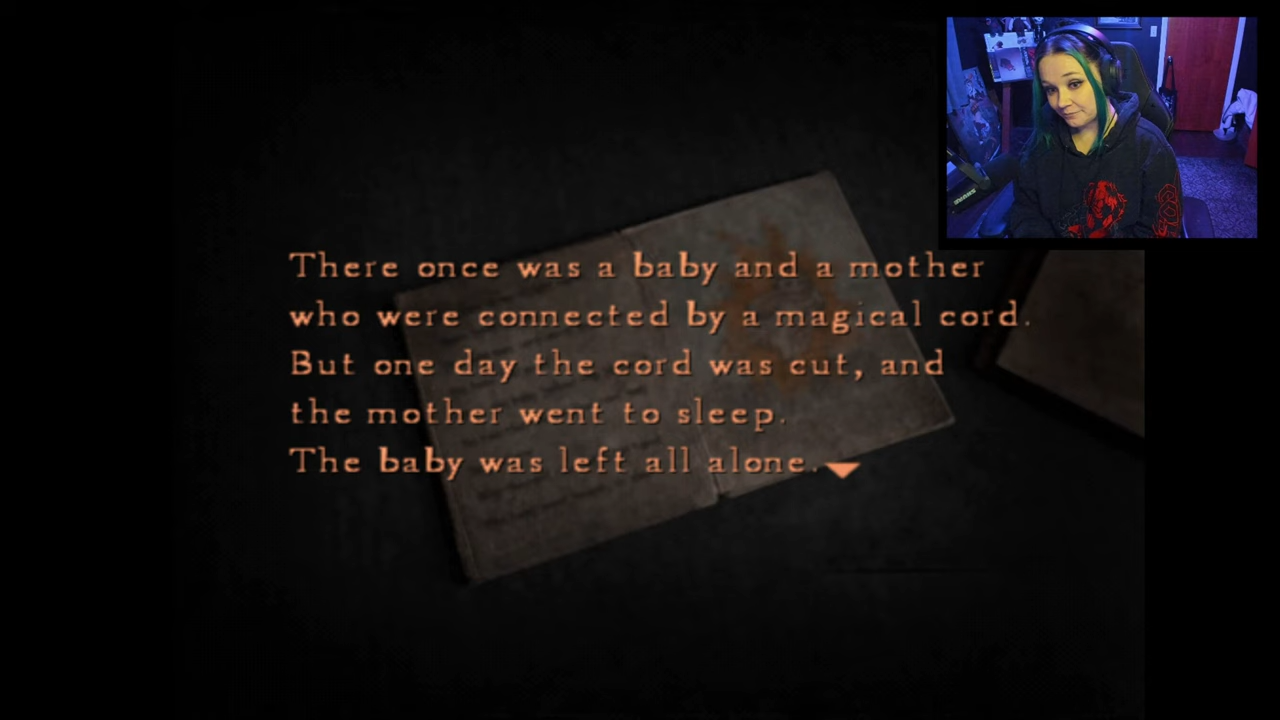 There once was a baby and a mother
who were connected by a magical cord.
But one day the cord was cut, and
the mother went to sleep.
The baby was left all alone.
SHURE